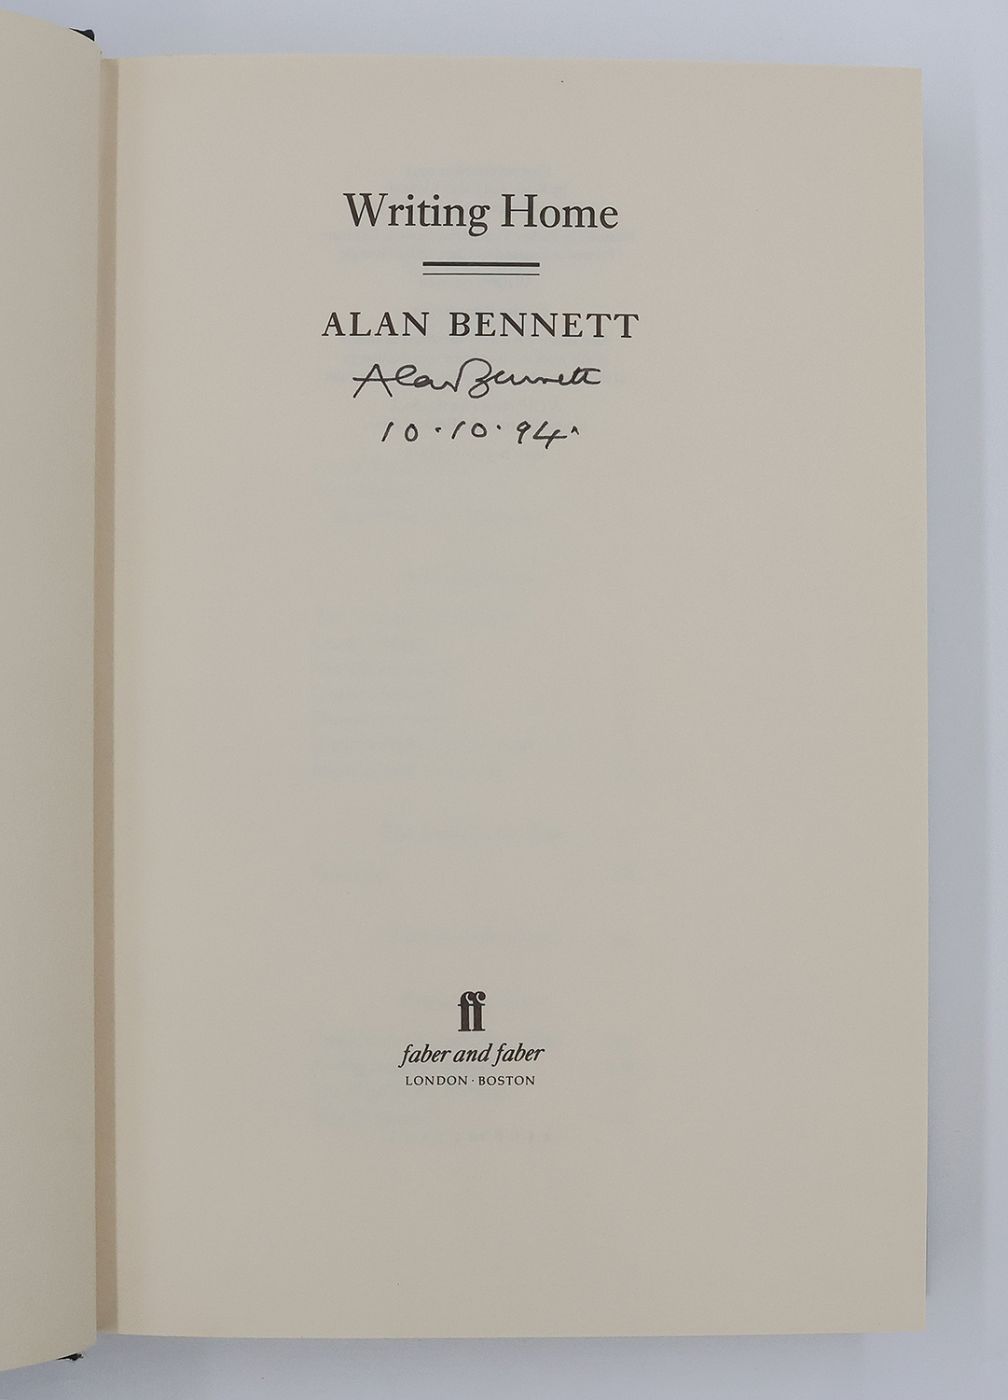 Writing Home
ALAN BENNETT
Alan Bennett
10.10.94
ff
faber and faber
LONDON · BOSTON